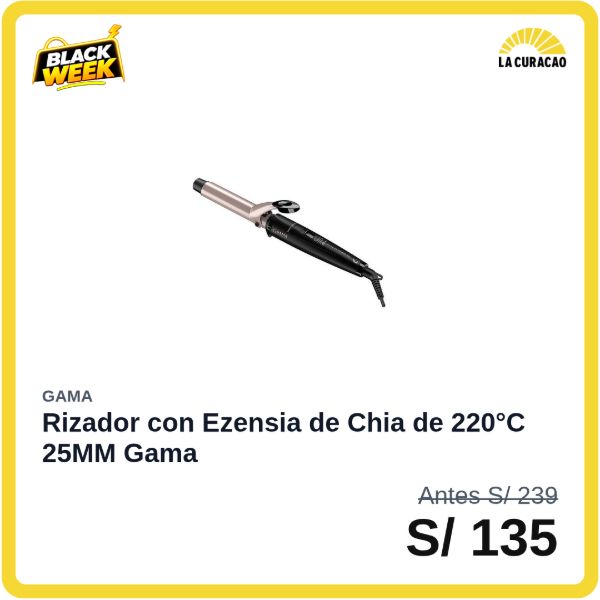 BLACK
WEEK
LA CURACAO
GAMA
Rizador con Ezensia de Chia de 220°C
25MM Gama
Antes S/ 239
S/ 135